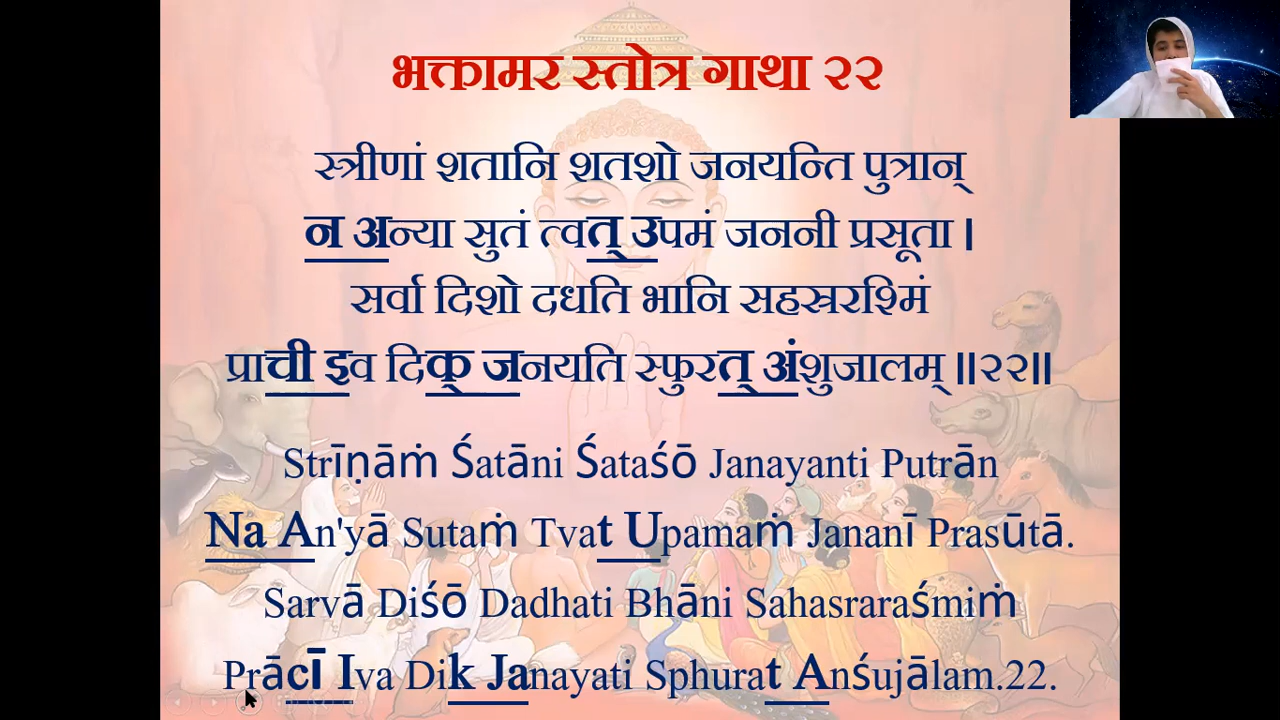 भक्तामर स्तोत्र गाथा २२
स्त्रीणां शतानि शतशो जनयन्ति पुत्रान्
न अन्या सुतं त्वत् उपमं जननी प्रसूता ।
सर्वा दिशो दधति भानि सहस्ररश्मिं
प्राची इव दिक् जनयति स्फुरत् अंशुजालम् ॥२२॥
Strīṇāṁ Śatāni Śataśō Janayanti Putrān
Na An'yā Sutaṁ Tvat Upamaṁ Jananī Prasūtā.
Sarvā Diśō Dadhati Bhāni Sahasraraśmiṁ
Prācī Iva Dik Janayati Sphurat Anśujālam.22.